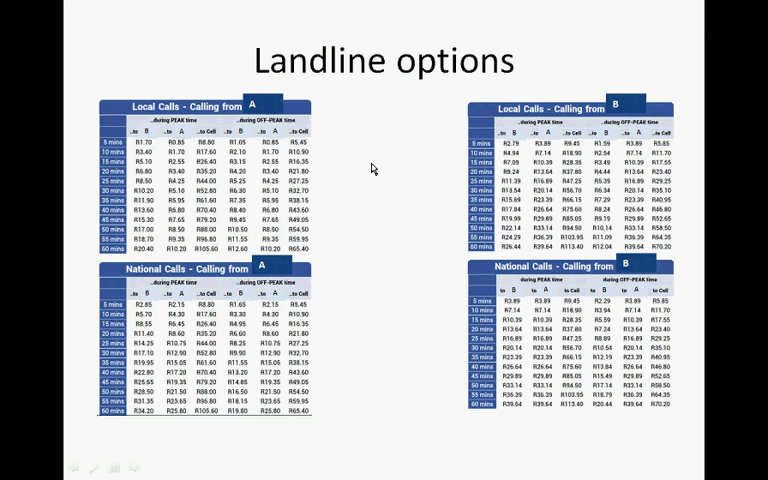 Landline options
Local Calls - Calling from A
..during PEAK time ..during OFF-PEAK time
..to B ..to A ..to Cell ..to B ..to A ..to Cell
5 mins R1.70 R0.85 R8.80 R1.05 R0.85 R5.45
10 mins R3.40 R1.70 R17.60 R2.10 R1.70 R10.90
15 mins R5.10 R2.55 R26.40 R3.15 R2.55 R16.35
20 mins R6.80 R3.40 R35.20 R4.20 R3.40 R21.80
25 mins R8.50 R4.25 R44.00 R5.25 R4.25 R27.25
30 mins R10.20 R5.10 R52.80 R6.30 R5.10 R32.70
35 mins R11.90 R5.95 R61.60 R7.35 R5.95 R38.15
40 mins R13.60 R6.80 R70.40 R8.40 R6.80 R43.60
45 mins R15.30 R7.65 R79.20 R9.45 R7.65 R49.05
50 mins R17.00 R8.50 R88.00 R10.50 R8.50 R54.50
55 mins R18.70 R9.35 R96.80 R11.55 R9.35 R59.95
60 mins R20.40 R10.20 R105.60 R12.60 R10.20 R65.40
National Calls - Calling from A
..during PEAK time ..during OFF-PEAK time
..to B ..to A ..to Cell ..to B ..to A ..to Cell
5 mins R2.85 R2.15 R8.80 R1.65 R2.15 R5.45
10 mins R5.70 R4.30 R17.60 R3.30 R4.30 R10.90
15 mins R8.55 R6.45 R26.40 R4.95 R6.45 R16.35
20 mins R11.40 R8.60 R35.20 R6.60 R8.60 R21.80
25 mins R14.25 R10.75 R44.00 R8.25 R10.75 R27.25
30 mins R17.10 R12.90 R52.80 R9.90 R12.90 R32.70
35 mins R19.95 R15.05 R61.60 R11.55 R15.05 R38.15
40 mins R22.80 R17.20 R70.40 R13.20 R17.20 R43.60
45 mins R25.65 R19.35 R79.20 R14.85 R19.35 R49.05
50 mins R28.50 R21.50 R88.00 R16.50 R21.50 R54.50
55 mins R31.35 R23.65 R96.80 R18.15 R23.65 R59.95
60 mins R34.20 R25.80 R105.60 R19.80 R25.80 R65.40
Local Calls - Calling from B
..during PEAK time ..during OFF-PEAK time
..to B ..to A ..to Cell ..to B ..to A ..to Cell
5 mins R2.79 R3.89 R9.45 R1.59 R3.89 R5.85
10 mins R4.94 R7.14 R18.90 R2.54 R7.14 R11.70
15 mins R7.09 R10.39 R28.35 R3.49 R10.39 R17.55
20 mins R9.24 R13.64 R37.80 R4.44 R13.64 R23.40
25 mins R11.39 R16.89 R47.25 R5.39 R16.89 R29.25
30 mins R13.54 R20.14 R56.70 R6.34 R20.14 R35.10
35 mins R15.69 R23.39 R66.15 R7.29 R23.39 R40.95
40 mins R17.84 R26.64 R75.60 R8.24 R26.64 R46.80
45 mins R19.99 R29.89 R85.05 R9.19 R29.89 R52.65
50 mins R22.14 R33.14 R94.50 R10.14 R33.14 R58.50
55 mins R24.29 R36.39 R103.95 R11.09 R36.39 R64.35
60 mins R26.44 R39.64 R113.40 R12.04 R39.64 R70.20
National Calls - Calling from B
..during PEAK time ..during OFF-PEAK time
to B to A to Cell to B to A to Cell
5 mins R3.89 R3.89 R9.45 R2.29 R3.89 R5.85
10 mins R7.14 R7.14 R18.90 R3.94 R7.14 R11.70
15 mins R10.39 R10.39 R28.35 R5.59 R10.39 R17.55
20 mins R13.64 R13.64 R37.80 R7.24 R13.64 R23.40
25 mins R16.89 R16.89 R47.25 R8.89 R16.89 R29.25
30 mins R20.14 R20.14 R56.70 R10.54 R20.14 R35.10
35 mins R23.39 R23.39 R66.15 R12.19 R23.39 R40.95
40 mins R26.64 R26.64 R75.60 R13.84 R26.64 R46.80
45 mins R29.89 R29.89 R85.05 R15.49 R29.89 R52.65
50 mins R33.14 R33.14 R94.50 R17.14 R33.14 R58.50
55 mins R36.39 R36.39 R103.95 R18.79 R36.39 R64.35
60 mins R39.64 R39.64 R113.40 R20.44 R39.64 R70.20